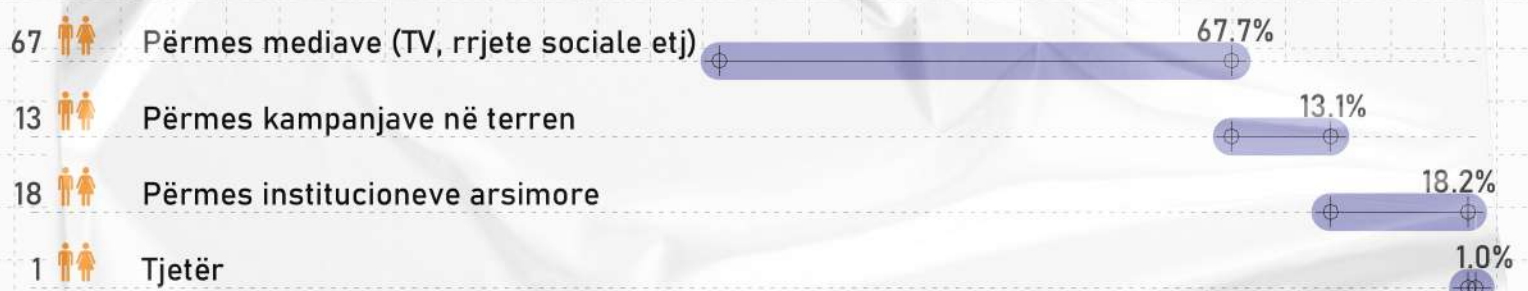 67 Përmes mediave (TV, rrjete sociale etj) 67.7%
13 Përmes kampanjave në terren 13.1%
18 Përmes institucioneve arsimore 18.2%
1 Tjetër 1.0%